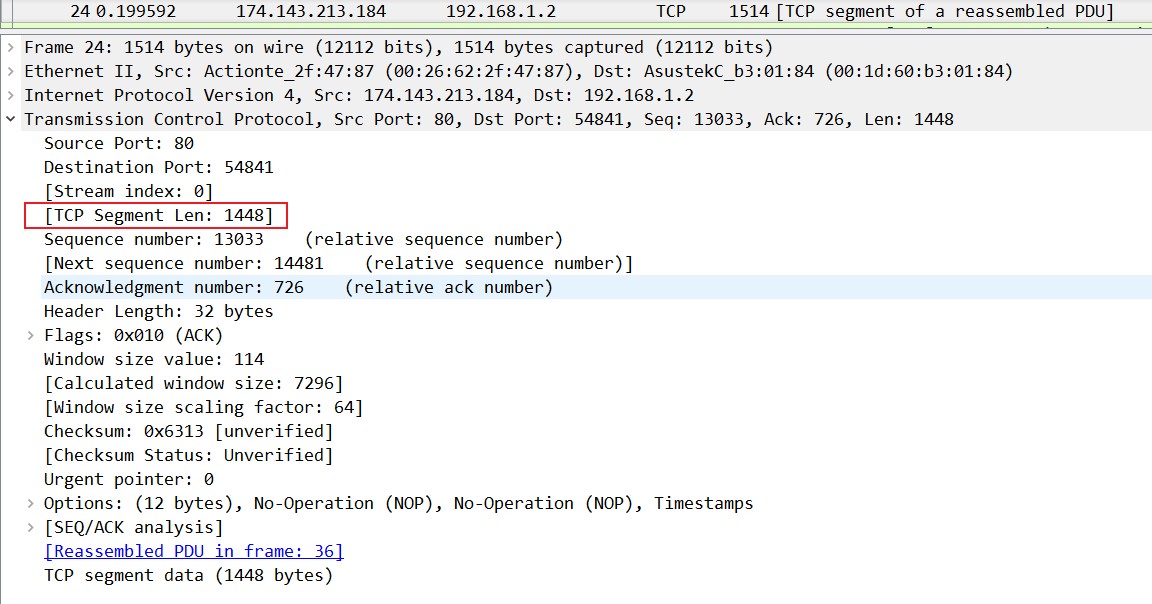 24 0.199592 174.143.213.184 192.168.1.2 TCP 1514 [TCP segment of a reassembled PDU]
Frame 24: 1514 bytes on wire (12112 bits), 1514 bytes captured (12112 bits)
Ethernet II, Src: Actionte_2f:47:87 (00:26:62:2f:47:87), Dst: AsustekC_b3:01:84 (00:1d:60:b3:01:84)
Internet Protocol Version 4, Src: 174.143.213.184, Dst: 192.168.1.2
Transmission Control Protocol, Src Port: 80, Dst Port: 54841, Seq: 13033, Ack: 726, Len: 1448
Source Port: 80
Destination Port: 54841
[Stream index: 0]
[TCP Segment Len: 1448]
Sequence number: 13033 (relative sequence number)
[Next sequence number: 14481 (relative sequence number)]
Acknowledgment number: 726 (relative ack number)
Header Length: 32 bytes
Flags: 0x010 (ACK)
Window size value: 114
[Calculated window size: 7296]
[Window size scaling factor: 64]
Checksum: 0x6313 [unverified]
[Checksum Status: Unverified]
Urgent pointer: 0
Options: (12 bytes), No-Operation (NOP), No-Operation (NOP), Timestamps
[SEQ/ACK analysis]
[Reassembled PDU in frame: 36]
TCP segment data (1448 bytes)